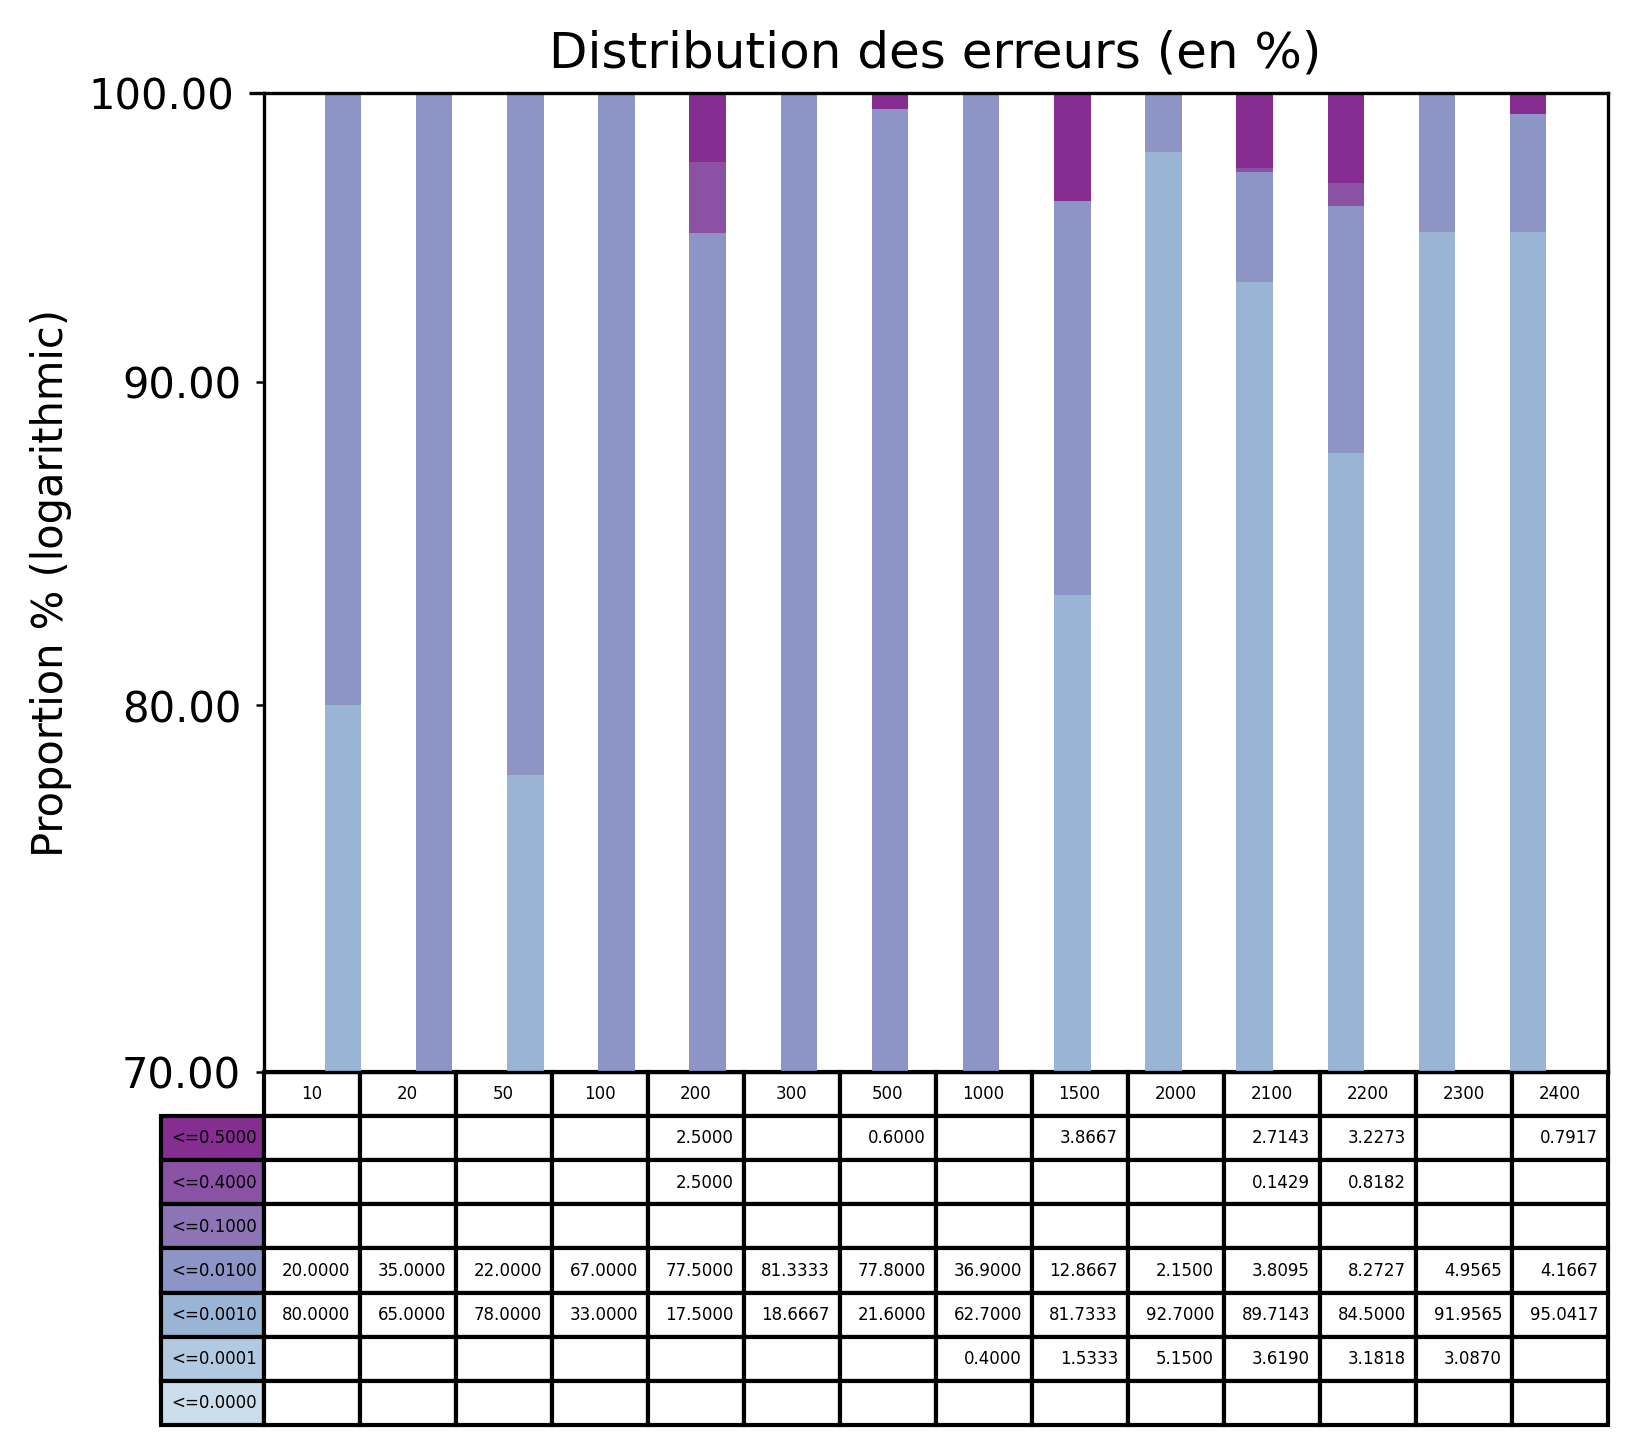 Distribution des erreurs (en %)
Proportion % (logarithmic)
100.00
90.00
80.00
70.00
10 20 50 100 200 300 500 1000 1500 2000 2100 2200 2300 2400
<=0.5000 2.5000 0.6000 3.8667 2.7143 3.2273 0.7917
<=0.4000 2.5000 0.1429 0.8182
<=0.1000
<=0.0100 20.0000 35.0000 22.0000 67.0000 77.5000 81.3333 77.8000 36.9000 12.8667 2.1500 3.8095 8.2727 4.9565 4.1667
<=0.0010 80.0000 65.0000 78.0000 33.0000 17.5000 18.6667 21.6000 62.7000 81.7333 92.7000 89.7143 84.5000 91.9565 95.0417
<=0.0001 0.4000 1.5333 5.1500 3.6190 3.1818 3.0870
<=0.0000